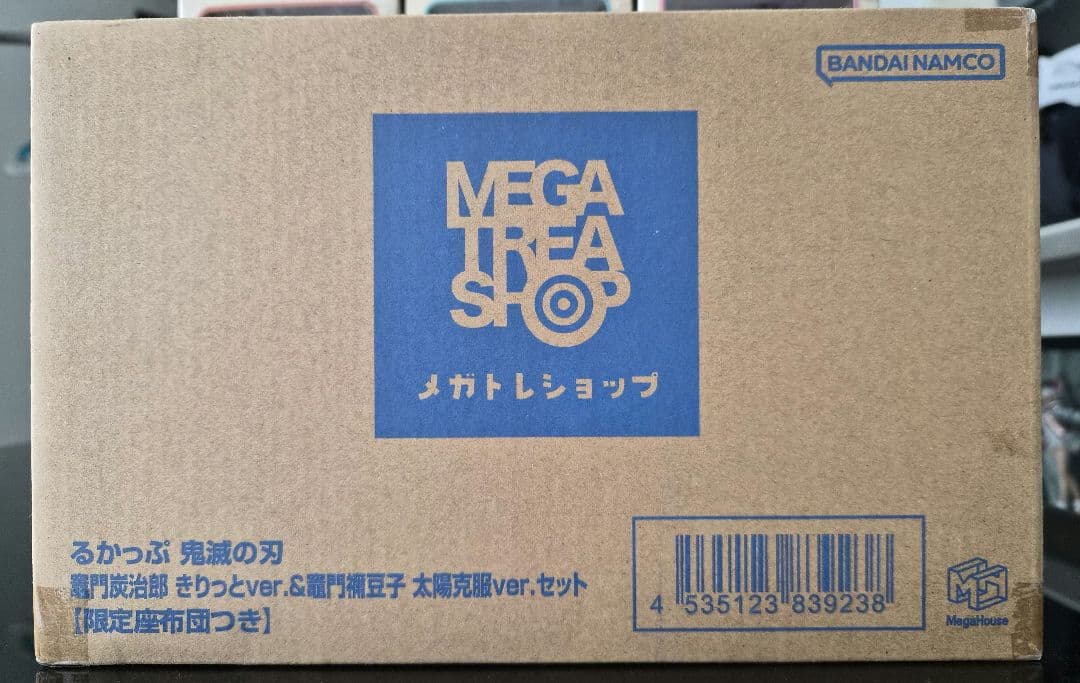 BANDAI NAMCO
MEGA
TREA
SHOP
メガトレショップ
るかっぷ 鬼滅の刃
竈門炭治郎 きりっとver.&竈門禰豆子 太陽克服ver.セット
【限定座布団つき】
4 535123 839238
MegaHouse